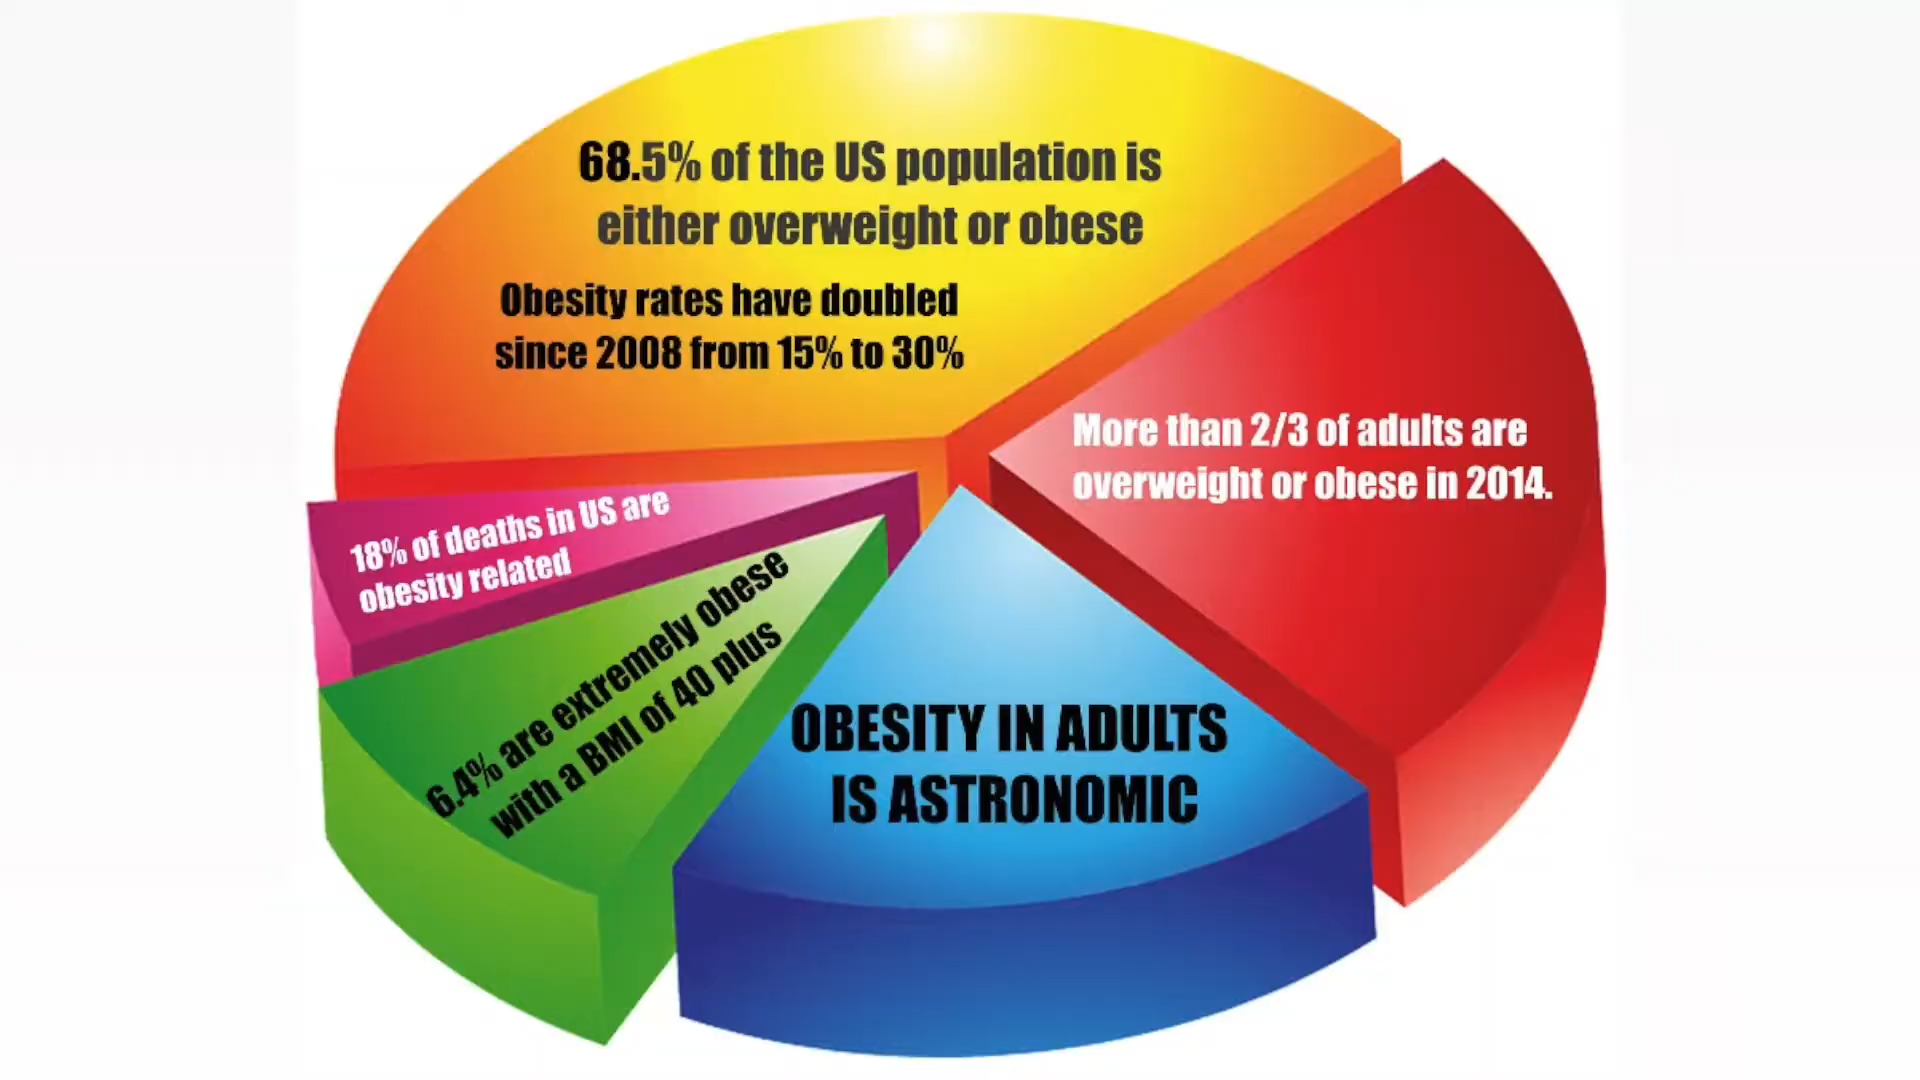 68.5% of the US population is
either overweight or obese
Obesity rates have doubled
since 2008 from 15% to 30%
More than 2/3 of adults are
overweight or obese in 2014.
18% of deaths in US are
obesity related
6.4% are extremely obese
with a BMI of 40 plus
OBESITY IN ADULTS
IS ASTRONOMIC